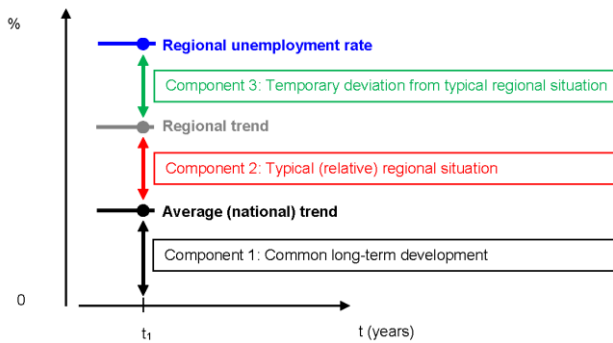 %
Regional unemployment rate
Component 3: Temporary deviation from typical regional situation
Regional trend
Component 2: Typical (relative) regional situation
Average (national) trend
Component 1: Common long-term development
0
t₁
t (years)